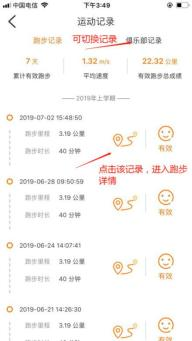 中国电信
下午3:49
运动记录
可切换记录
跑步记录
俱乐部记录
7 天
1.32 m/s
22.32 公里
累计有效跑步
平均速度
有效跑步总成绩
2019年上学期
2019-07-02 15:48:50
跑步里程 3.19 公里
跑步时长 40 分钟
有效
点击该记录，进入跑步
详情
2019-06-28 09:50:59
跑步里程 3.19 公里
跑步时长 40 分钟
有效
2019-06-24 14:07:41
跑步里程 3.19 公里
跑步时长 40 分钟
有效
2019-06-21 14:26:30
跑步里程 3.19 公里
跑步时长 40 分钟
有效